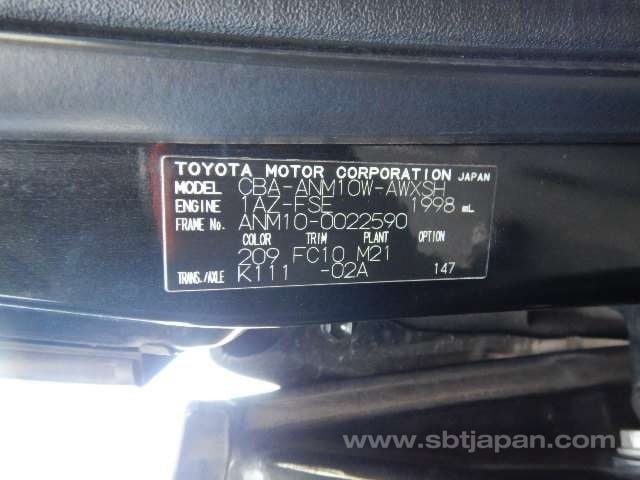 TOYOTA MOTOR CORPORATION JAPAN
MODEL CBA-ANM10W-AWXSH
ENGINE 1AZ-FSE 1998 mL
FRAME No. ANM10-0022590
COLOR TRIM PLANT OPTION
209 FC10 M21
TRANS./AXLE K111 -02A 147
www.sbtjapan.com